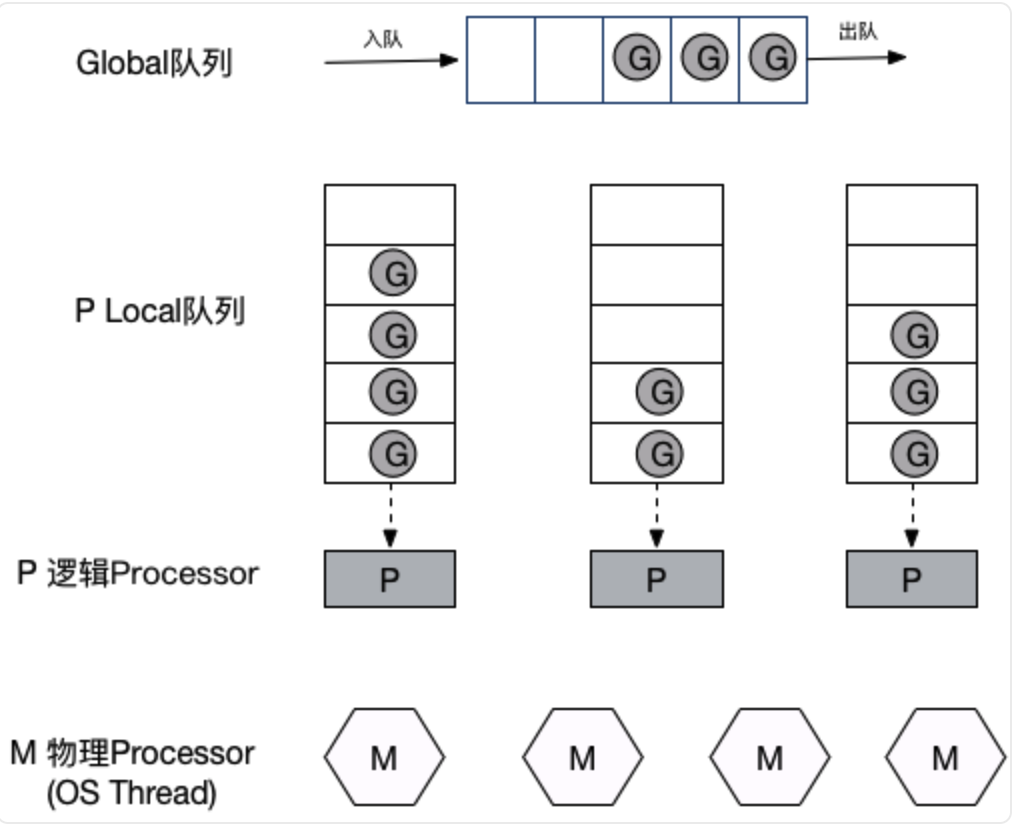 Global队列
入队
G G G
出队
P Local队列
G
G
G
G
G
G
G
G
G
P 逻辑Processor
P P P
M 物理Processor
(OS Thread)
M M M M